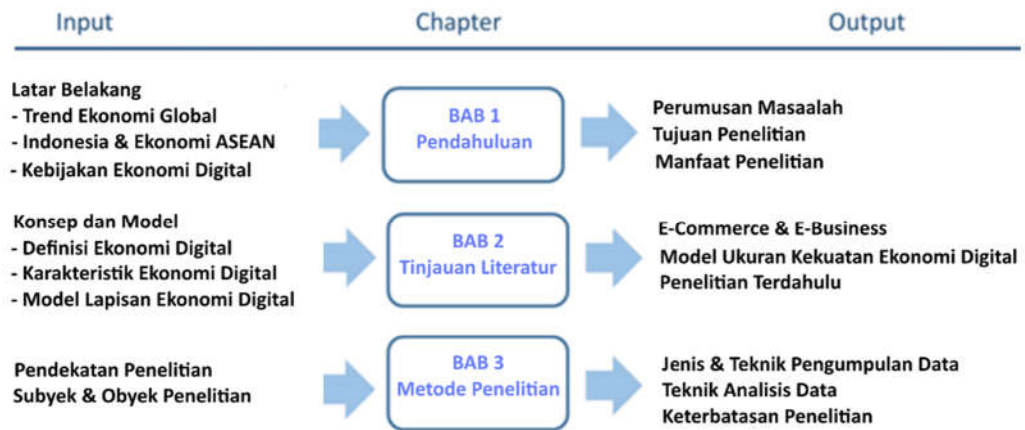 Input
Chapter
Output
Latar Belakang
- Trend Ekonomi Global
- Indonesia & Ekonomi ASEAN
- Kebijakan Ekonomi Digital
BAB 1
Pendahuluan
Perumusan Masaalah
Tujuan Penelitian
Manfaat Penelitian
Konsep dan Model
- Definisi Ekonomi Digital
- Karakteristik Ekonomi Digital
- Model Lapisan Ekonomi Digital
BAB 2
Tinjauan Literatur
E-Commerce & E-Business
Model Ukuran Kekuatan Ekonomi Digital
Penelitian Terdahulu
Pendekatan Penelitian
Subyek & Obyek Penelitian
BAB 3
Metode Penelitian
Jenis & Teknik Pengumpulan Data
Teknik Analisis Data
Keterbatasan Penelitian